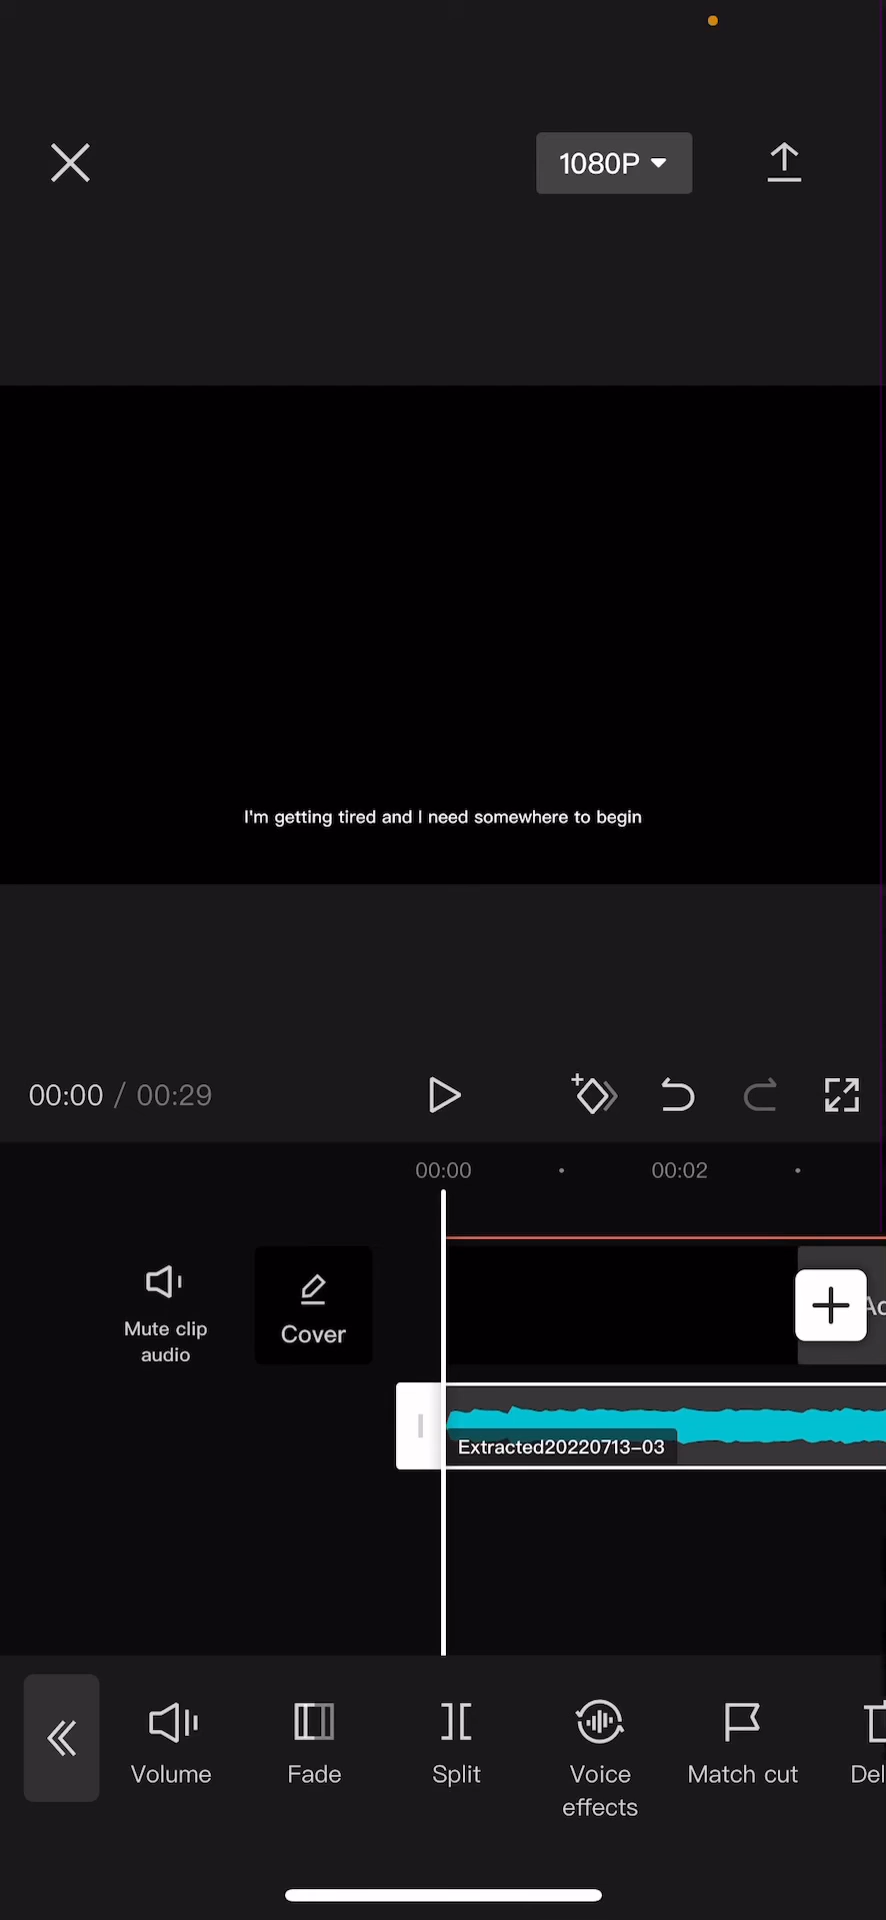 1080P
I'm getting tired and I need somewhere to begin
00:00 / 00:29
00:00
00:02
Mute clip
audio
Cover
Extracted20220713-03
Volume
Fade
Split
Voice
effects
Match cut